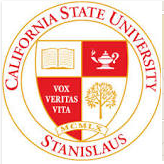 CALIFORNIA STATE UNIVERSITY
VOX
VERITAS
VITA
MCMLX
STANISLAUS